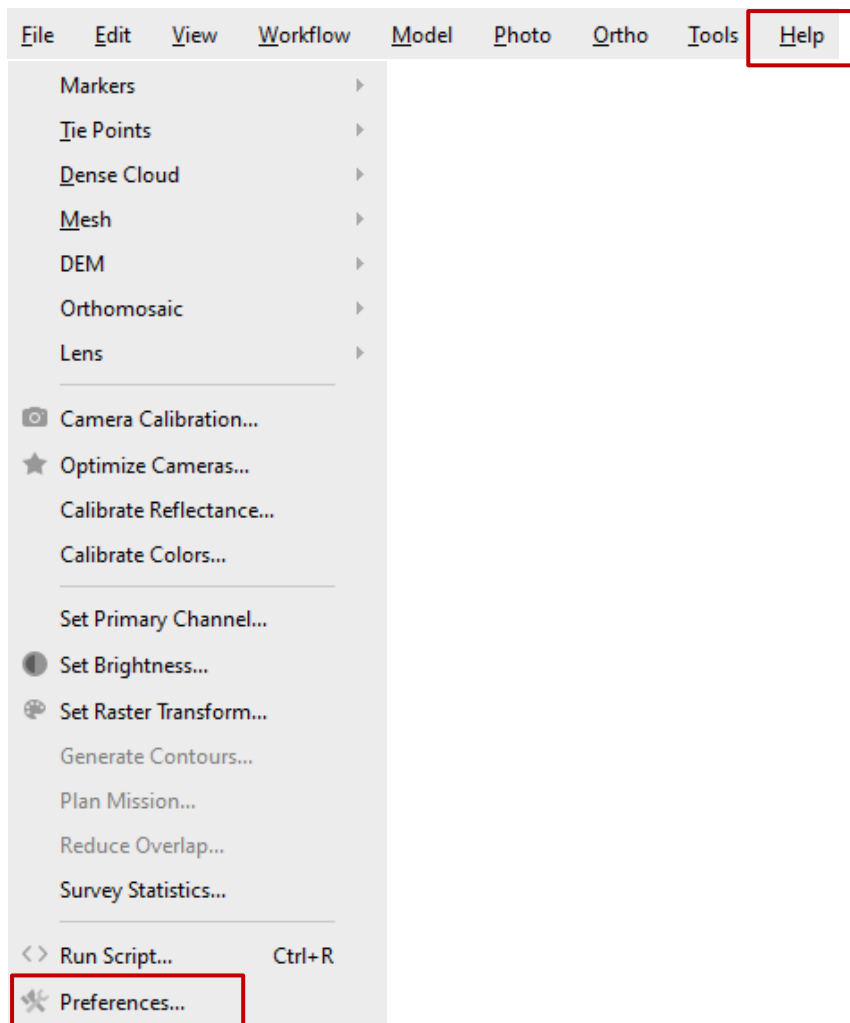 File Edit View Workflow Model Photo Ortho Tools Help
Markers
Tie Points
Dense Cloud
Mesh
DEM
Orthomosaic
Lens
Camera Calibration...
Optimize Cameras...
Calibrate Reflectance...
Calibrate Colors...
Set Primary Channel...
Set Brightness...
Set Raster Transform...
Generate Contours...
Plan Mission...
Reduce Overlap...
Survey Statistics...
Run Script... Ctrl+R
Preferences...